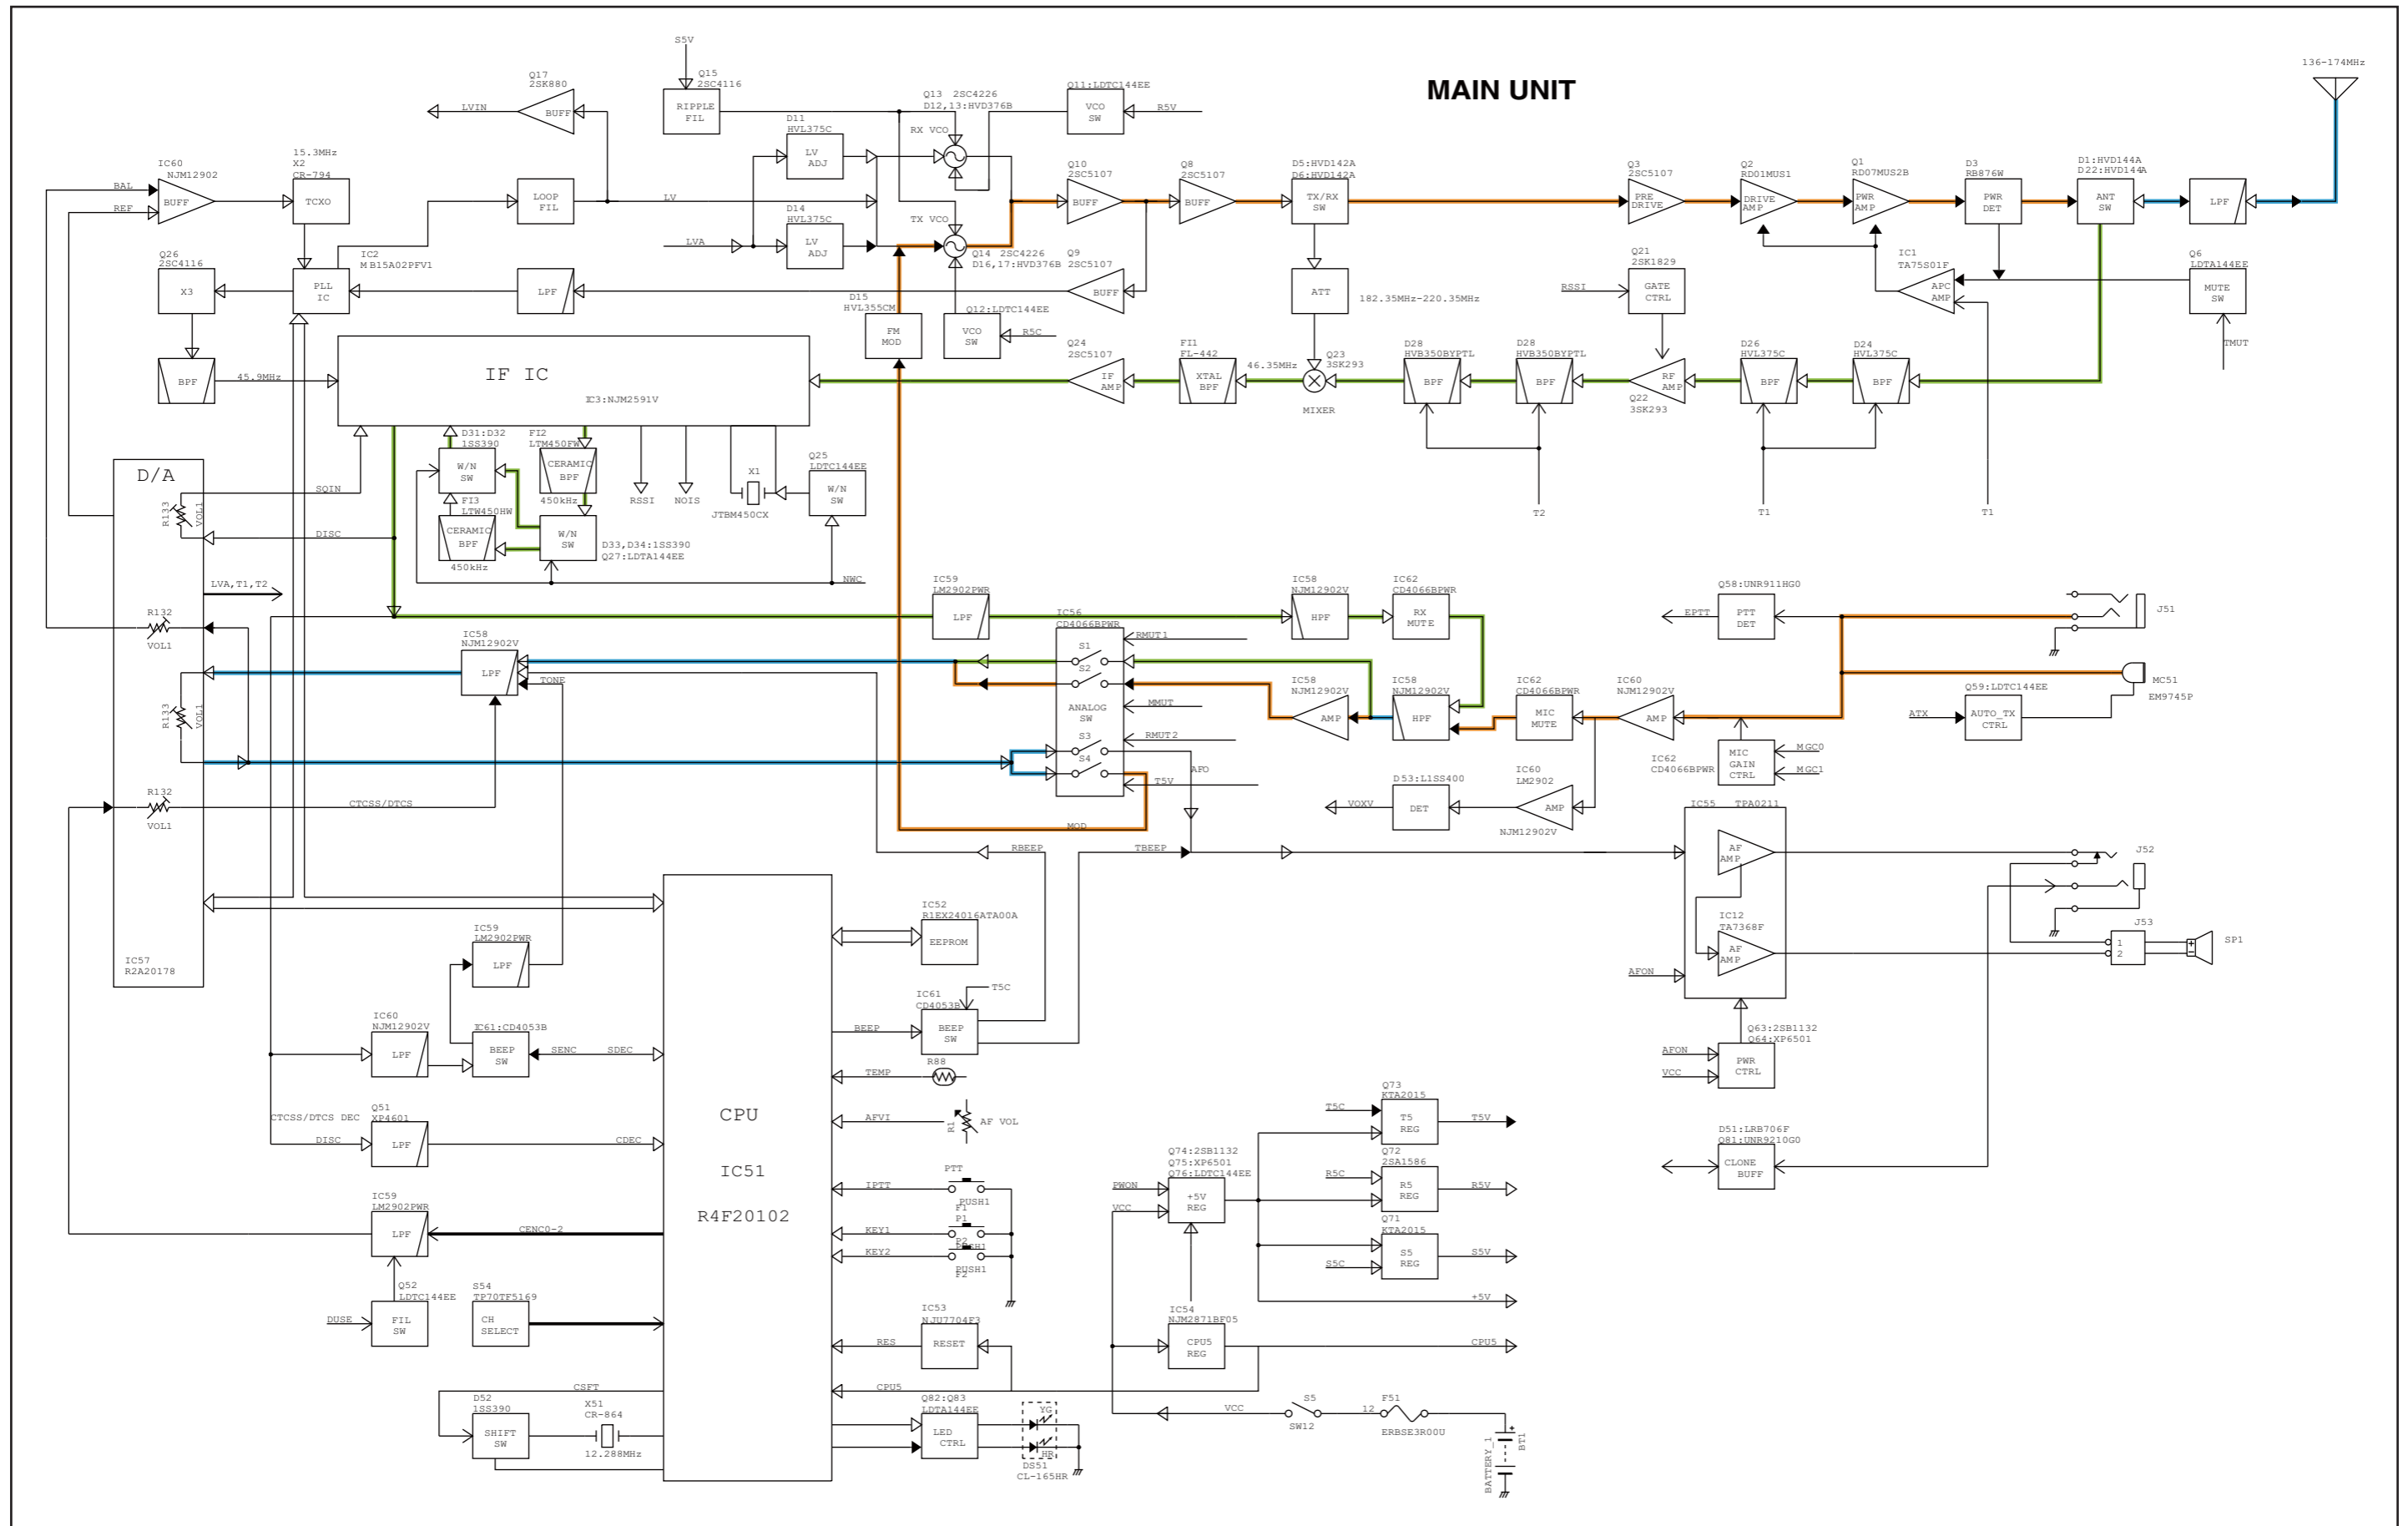 MAIN UNIT
136-174MHz
S5V
Q17
2SK880
BUFF
LVIN
Q15
2SC4116
RIPPLE
FIL
Q13 2SC4226
D12,13:HVD376B
RX VCO
Q11:LDTC144EE
VCO
SW
R5V
D11
HVL375C
LV
ADJ
IC60
NJM12902
BUFF
BAL
REF
15.3MHz
X2
CR-794
TCXO
LOOP
FIL
LV
LVA
D14
HVL375C
LV
ADJ
TX VCO
Q14 2SC4226
D16,17:HVD376B
Q10
2SC5107
BUFF
Q8
2SC5107
BUFF
D5:HVD142A
D6:HVD142A
TX/RX
SW
Q3
2SC5107
PRE
DRIVE
Q2
RD01MUS1
DRIVE
AMP
Q1
RD07MUS2B
PWR
AMP
D3
RB876W
PWR
DET
D1:HVD144A
D22:HVD144A
ANT
SW
LPF
Q26
2SC4116
X3
IC2
MB15A02PFV1
PLL
IC
LPF
Q9
2SC5107
BUFF
D15
HVL355CM
FM
MOD
Q12:LDTC144EE
VCO
SW
R5C
ATT
182.35MHz-220.35MHz
RSSI
Q21
2SK1829
GATE
CTRL
IC1
TA75S01F
APC
AMP
Q6
LDTA144EE
MUTE
SW
TMUT
BPF
45.9MHz
IF IC
IC3:NJM2591V
Q24
2SC5107
IF
AMP
FI1
FL-442
XTAL
BPF
46.35MHz
Q23
3SK293
MIXER
D28
HVB350BYPTL
BPF
D28
HVB350BYPTL
BPF
RF
AMP
Q22
3SK293
D26
HVL375C
BPF
D24
HVL375C
BPF
T2
T1
T1
D/A
R133
VOL1
SQIN
DISC
D31:D32
1SS390
W/N
SW
FI2
LTM450FW
CERAMIC
BPF
450kHz
FI3
LTW450HW
CERAMIC
BPF
450kHz
W/N
SW
D33,D34:1SS390
Q27:LDTA144EE
RSSI
NOIS
X1
JTBM450CX
Q25
LDTC144EE
W/N
SW
NWC
LVA,T1,T2
R132
VOL1
IC58
NJM12902V
LPF
TONE
R133
VOL1
R132
VOL1
CTCSS/DTCS
IC59
LM2902PWR
LPF
IC56
CD4066BPWR
S1
S2
ANALOG
SW
S3
S4
RMUT1
MMUT
RMUT2
AFO
T5V
MOD
IC58
NJM12902V
HPF
IC62
CD4066BPWR
RX
MUTE
IC58
NJM12902V
AMP
IC58
NJM12902V
HPF
IC62
CD4066BPWR
MIC
MUTE
IC60
NJM12902V
AMP
Q58:UNR911HG0
PTT
DET
EPTT
J51
MC51
EM9745P
Q59:LDTC144EE
AUTO_TX
CTRL
ATX
IC62
CD4066BPWR
MIC
GAIN
CTRL
MGC0
MGC1
VOXV
D53:L1SS400
DET
IC60
LM2902
AMP
NJM12902V
RBEEP
TBEEP
IC55 TPA0211
AF
AMP
IC12
TA7368F
AF
AMP
AFON
J52
J53
1
2
SP1
Q63:2SB1132
Q64:XP6501
PWR
CTRL
AFON
VCC
IC57
R2A20178
IC59
LM2902PWR
LPF
IC60
NJM12902V
LPF
IC61:CD4053B
BEEP
SW
SENC
SDEC
CTCSS/DTCS DEC
DISC
Q51
XP4601
LPF
CDEC
IC59
LM2902PWR
LPF
CENC0-2
Q52
LDTC144EE
FIL
SW
DUSE
S54
TP70TF5169
CH
SELECT
CSFT
D52
1SS390
SHIFT
SW
X51
CR-864
12.288MHz
CPU
IC51
R4F20102
IC52
R1EX24016ATA00A
EEPROM
IC61
CD4053B
BEEP
SW
T5C
BEEP
R88
TEMP
AFVI
R1
AF VOL
PTT
IPTT
PUSH1
F1
P1
KEY1
P2
PUSH1
KEY2
PUSH1
F2
IC53
NJU7704F3
RESET
RES
CPU5
Q82:Q83
LDTA144EE
LED
CTRL
YG
HR
DS51
CL-165HR
Q74:2SB1132
Q75:XP6501
Q76:LDTC144EE
+5V
REG
PWON
VCC
Q73
KTA2015
T5
REG
T5C
T5V
Q72
2SA1586
R5
REG
R5C
R5V
Q71
KTA2015
S5
REG
S5C
S5V
+5V
IC54
NJM2871BF05
CPU5
REG
CPU5
VCC
S5
SW12
12
F51
ERBSE3R00U
BATTERY_1
BT1
D51:LRB706F
Q81:UNR9210G0
CLONE
BUFF